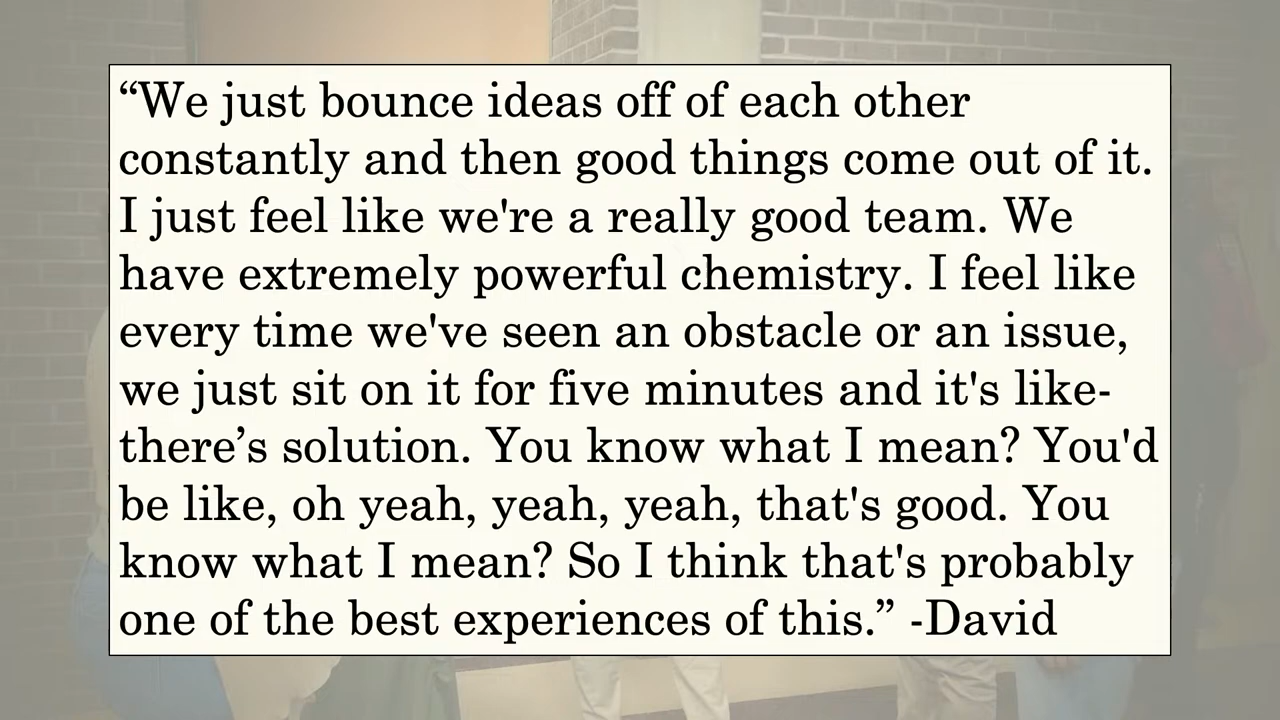 “We just bounce ideas off of each other
constantly and then good things come out of it.
I just feel like we're a really good team. We
have extremely powerful chemistry. I feel like
every time we've seen an obstacle or an issue,
we just sit on it for five minutes and it's like-
there’s solution. You know what I mean? You'd
be like, oh yeah, yeah, yeah, that's good. You
know what I mean? So I think that's probably
one of the best experiences of this.” -David